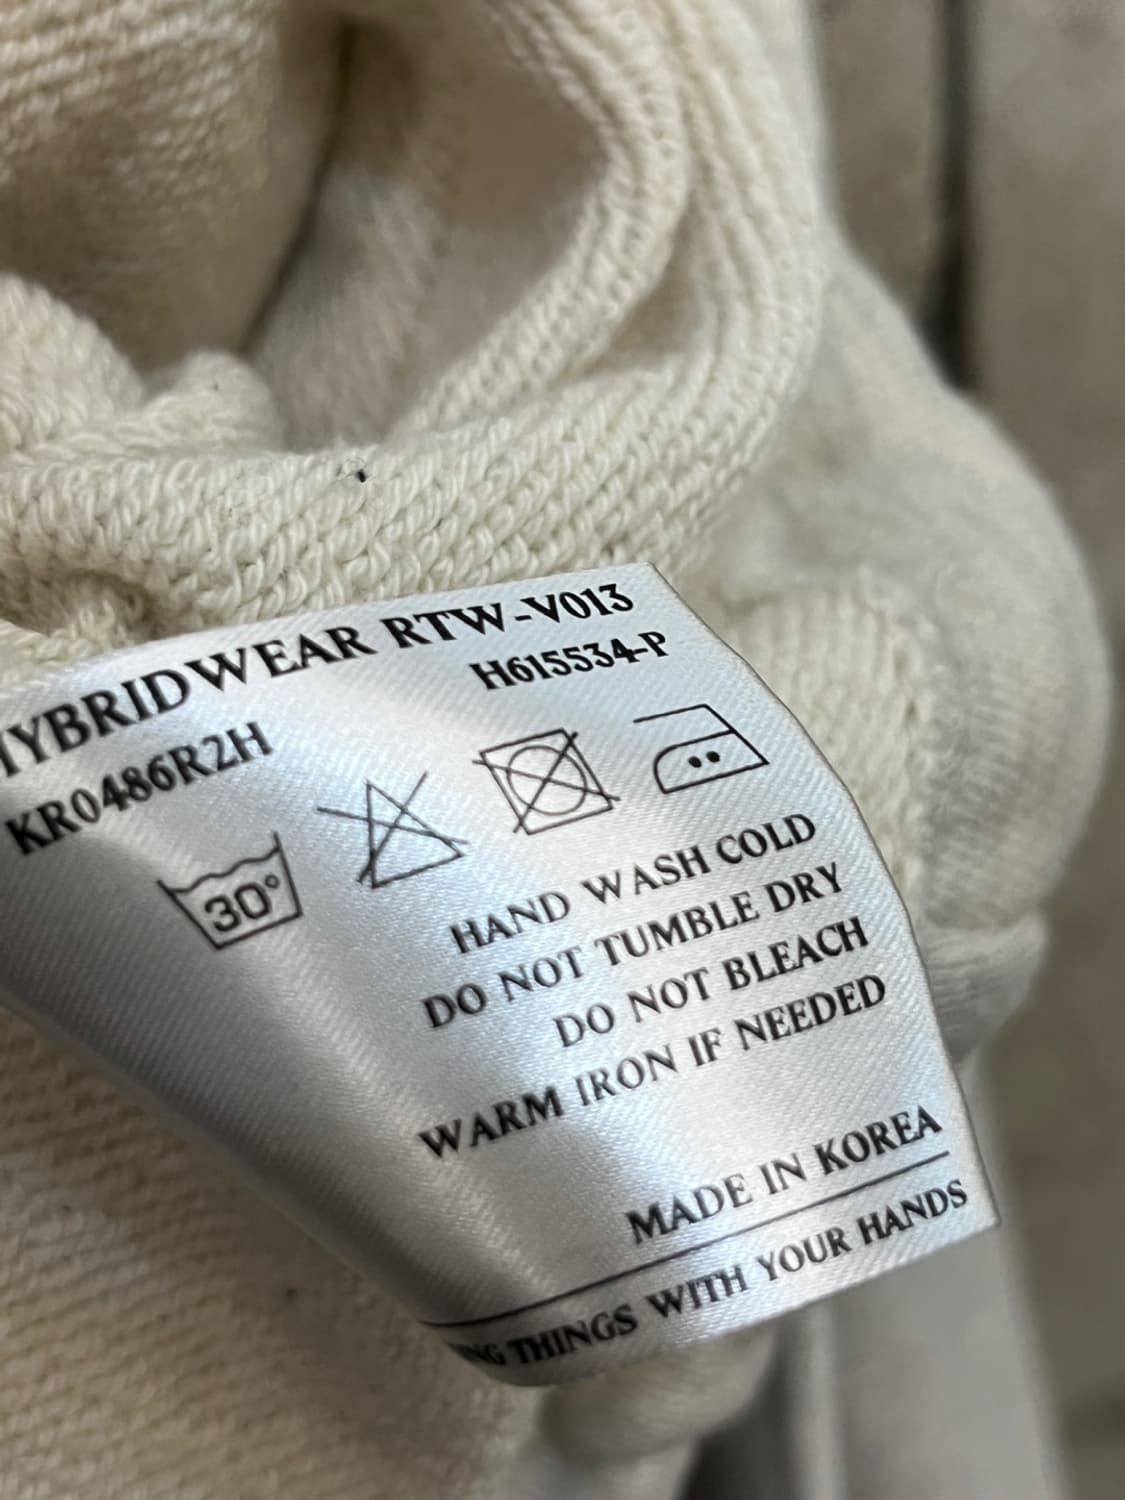 HYBRIDWEAR RTW-V013
KR0486R2H H615534-P
30°
HAND WASH COLD
DO NOT TUMBLE DRY
DO NOT BLEACH
WARM IRON IF NEEDED
MADE IN KOREA
THINGS WITH YOUR HANDS